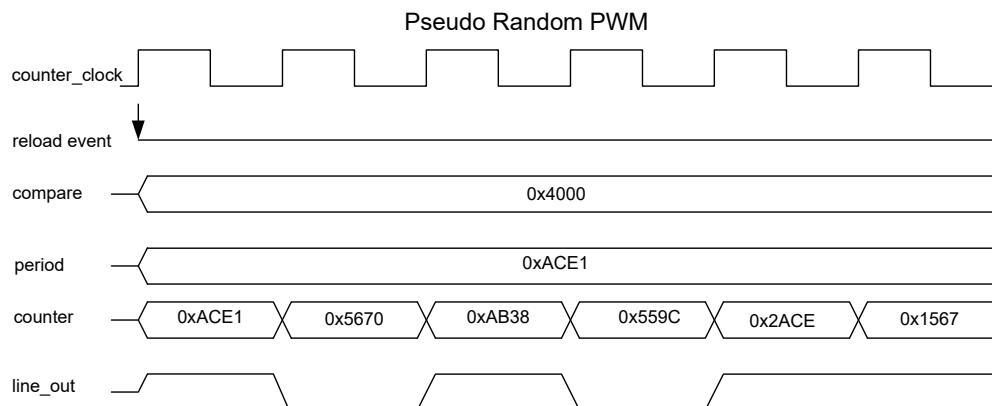 Pseudo Random PWM
counter_clock
reload event
compare
0x4000
period
0xACE1
counter
0xACE1
0x5670
0xAB38
0x559C
0x2ACE
0x1567
line_out